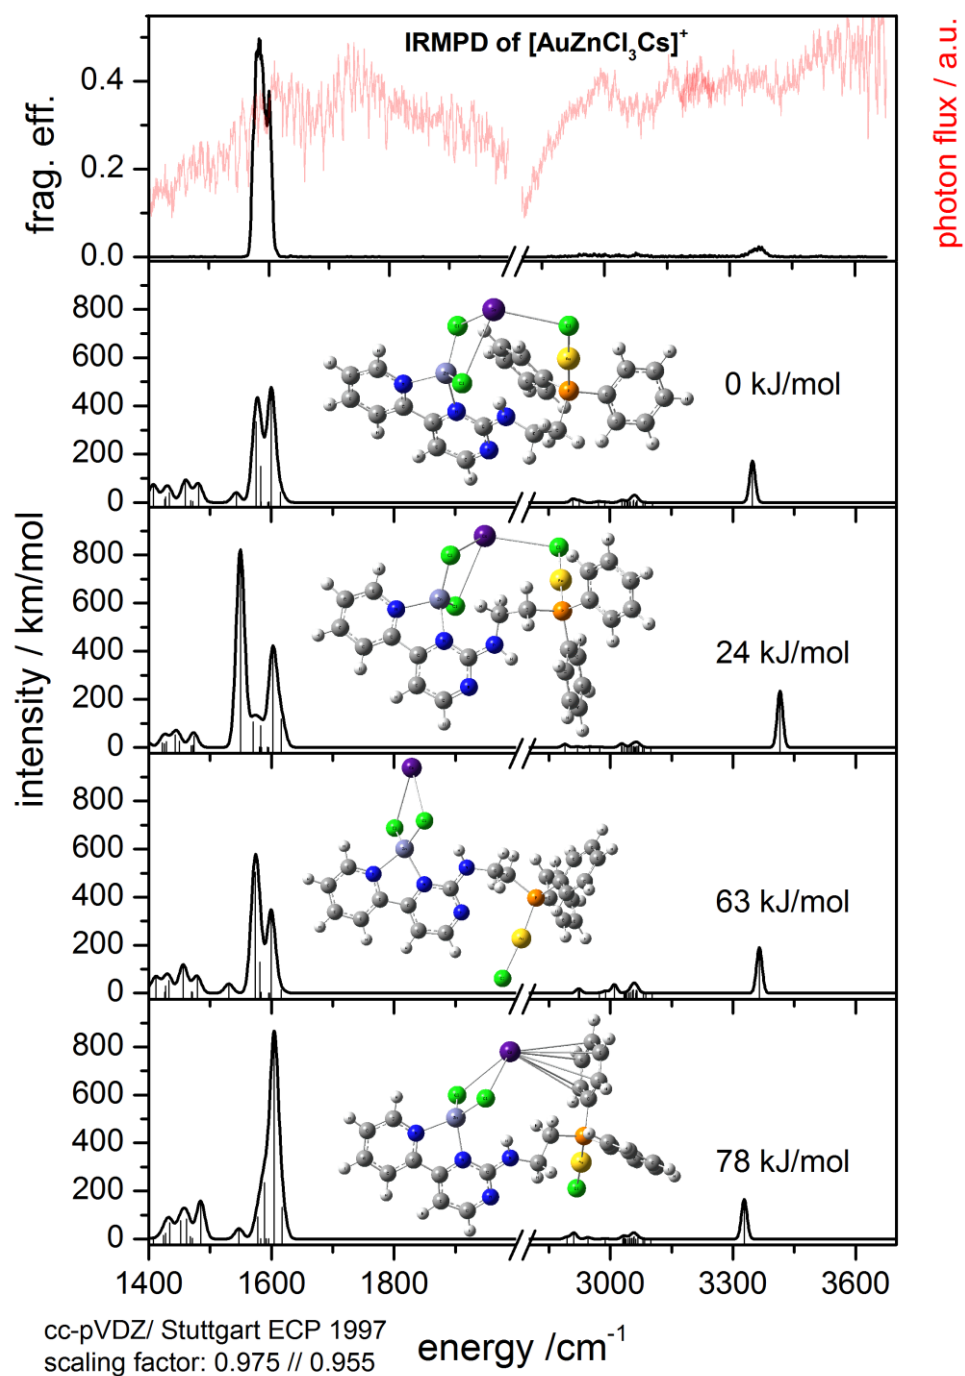 IRMPD of [AuZnCl₃Cs]⁺
0.4
0.2
0.0
frag. eff.
photon flux / a.u.
800
600
400
200
0
0 kJ/mol
800
600
400
200
0
24 kJ/mol
800
600
400
200
0
63 kJ/mol
800
600
400
200
0
78 kJ/mol
intensity / km/mol
1400 1600 1800 3000 3300 3600
energy /cm⁻¹
cc-pVDZ/ Stuttgart ECP 1997
scaling factor: 0.975 // 0.955